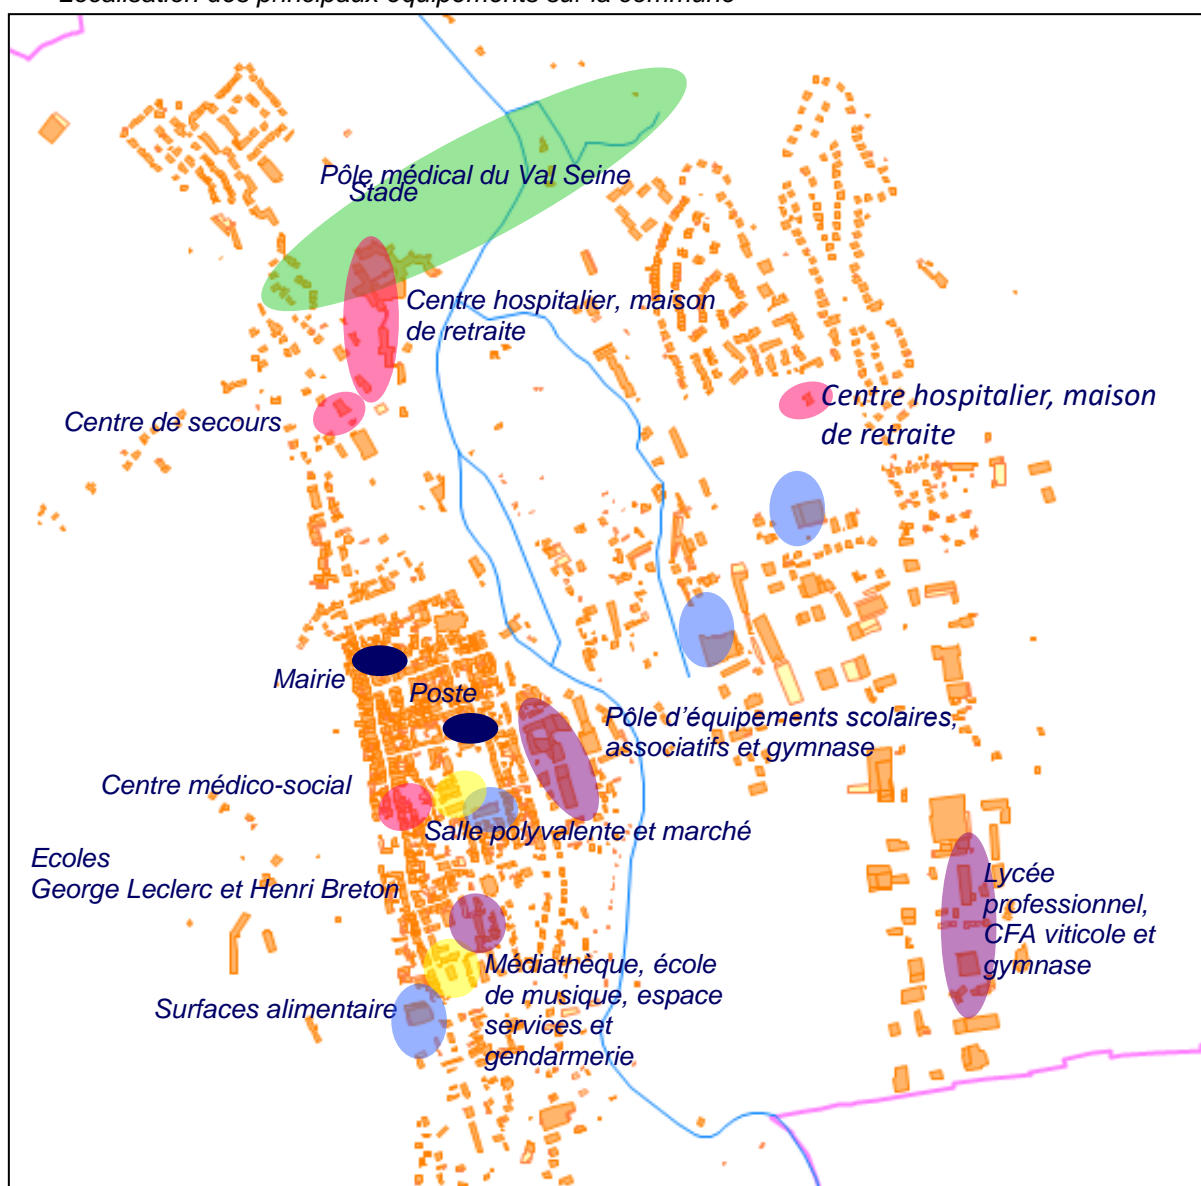 Localisation des principaux équipements sur la commune
Pôle médical du Val Seine
Stade
Centre hospitalier, maison
de retraite
Centre hospitalier, maison
de retraite
Centre de secours
Mairie
Poste
Pôle d’équipements scolaires,
associatifs et gymnase
Centre médico-social
Salle polyvalente et marché
Ecoles
George Leclerc et Henri Breton
Lycée
professionnel,
CFA viticole et
gymnase
Médiathèque, école
de musique, espace
services et
gendarmerie
Surfaces alimentaire